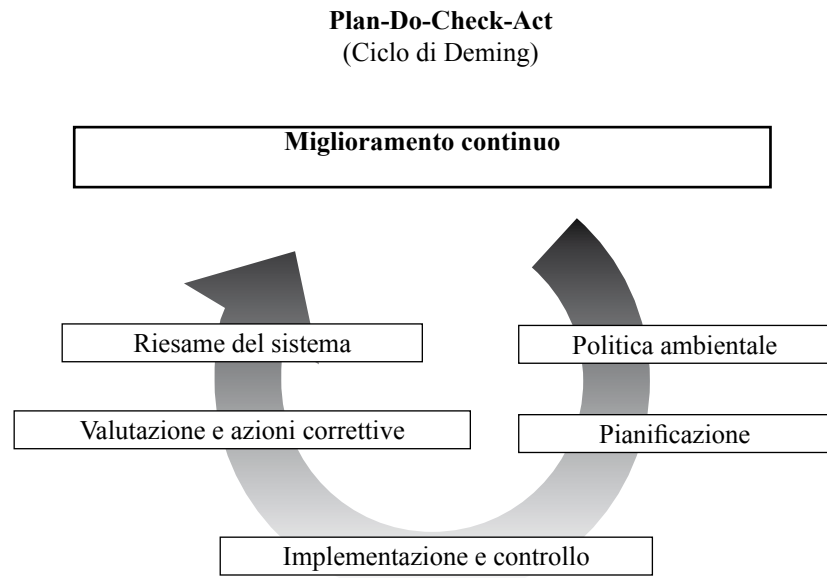 Plan-Do-Check-Act
(Ciclo di Deming)
Miglioramento continuo
Riesame del sistema
Politica ambientale
Valutazione e azioni correttive
Pianificazione
Implementazione e controllo